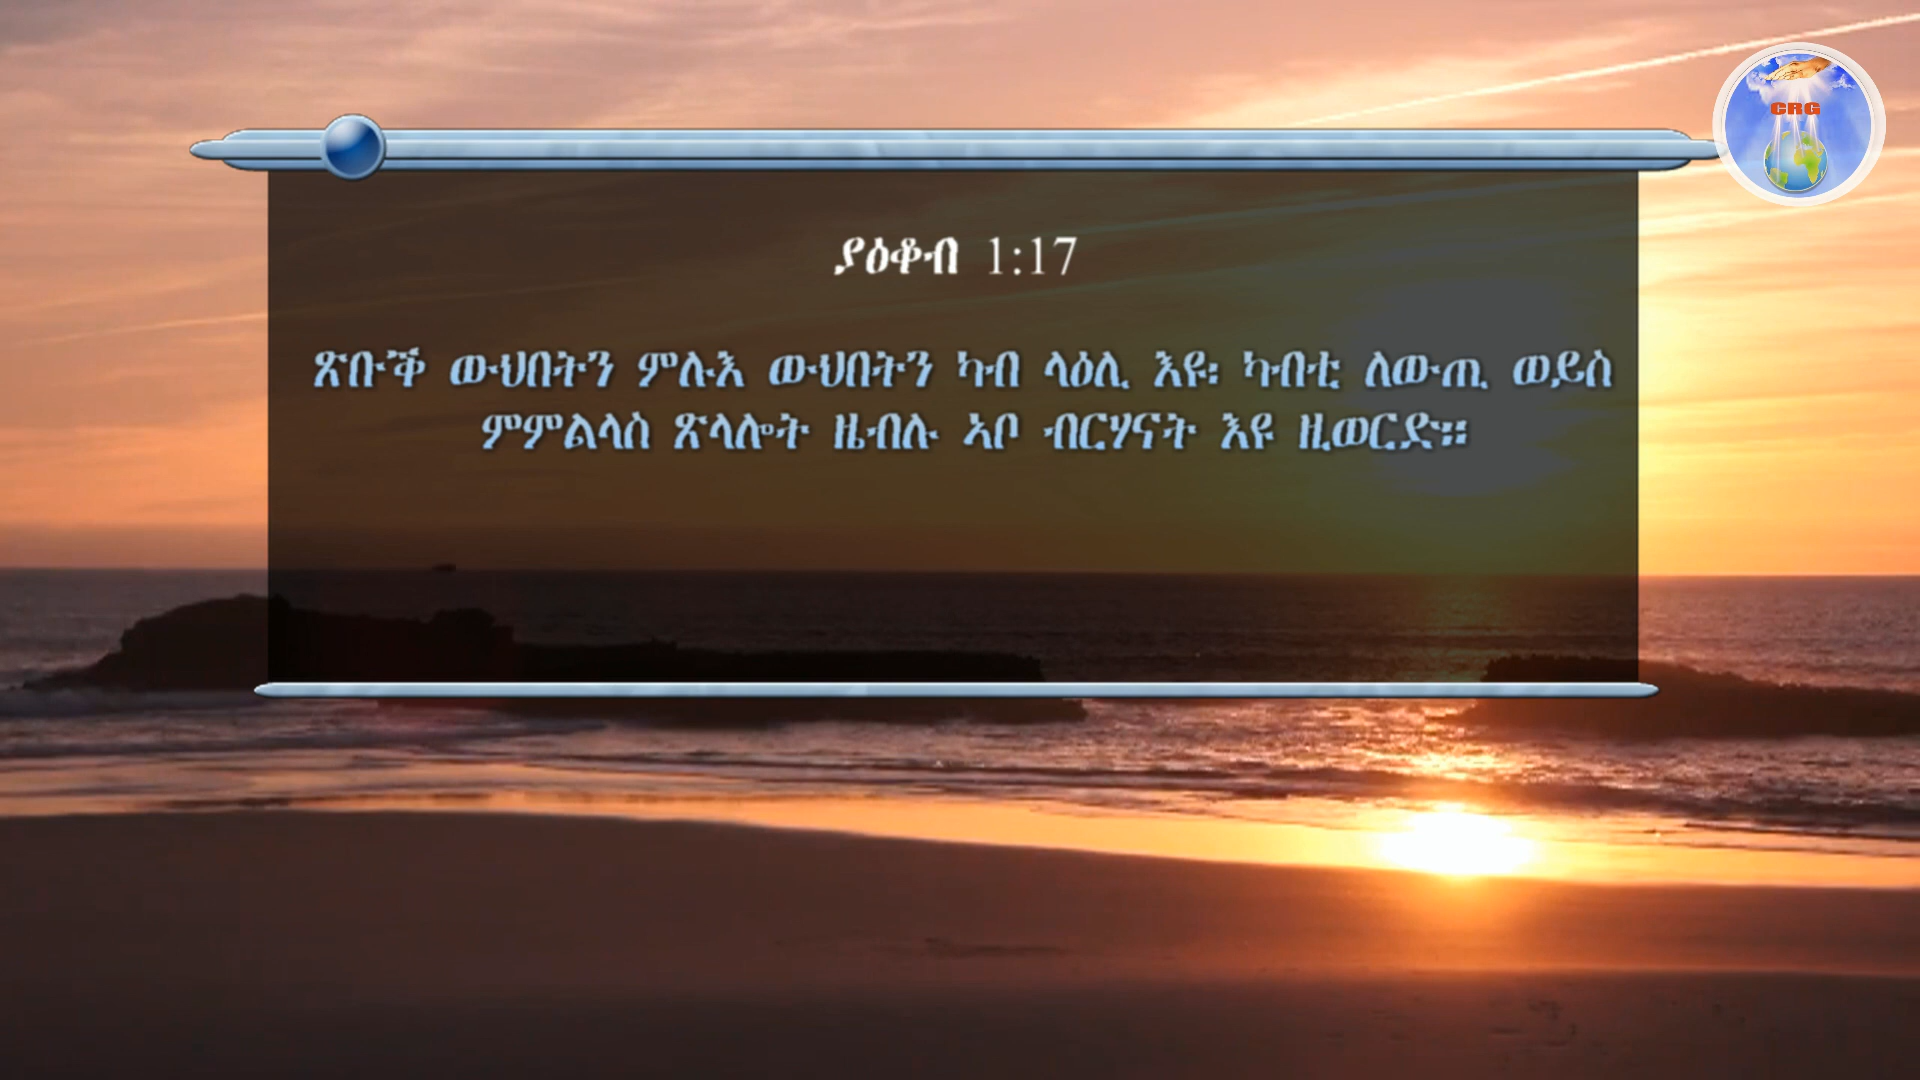 CRG
ያዕቆብ 1:17
ጽቡቕ ውህበትን ምሉእ ውህበትን ካብ ላዕሊ እዩ፡ ካብቲ ለውጢ ወይስ
ምምልላስ ጽላሎት ዜብሉ ኣቦ ብርሃናት እዩ ዚወርድ።